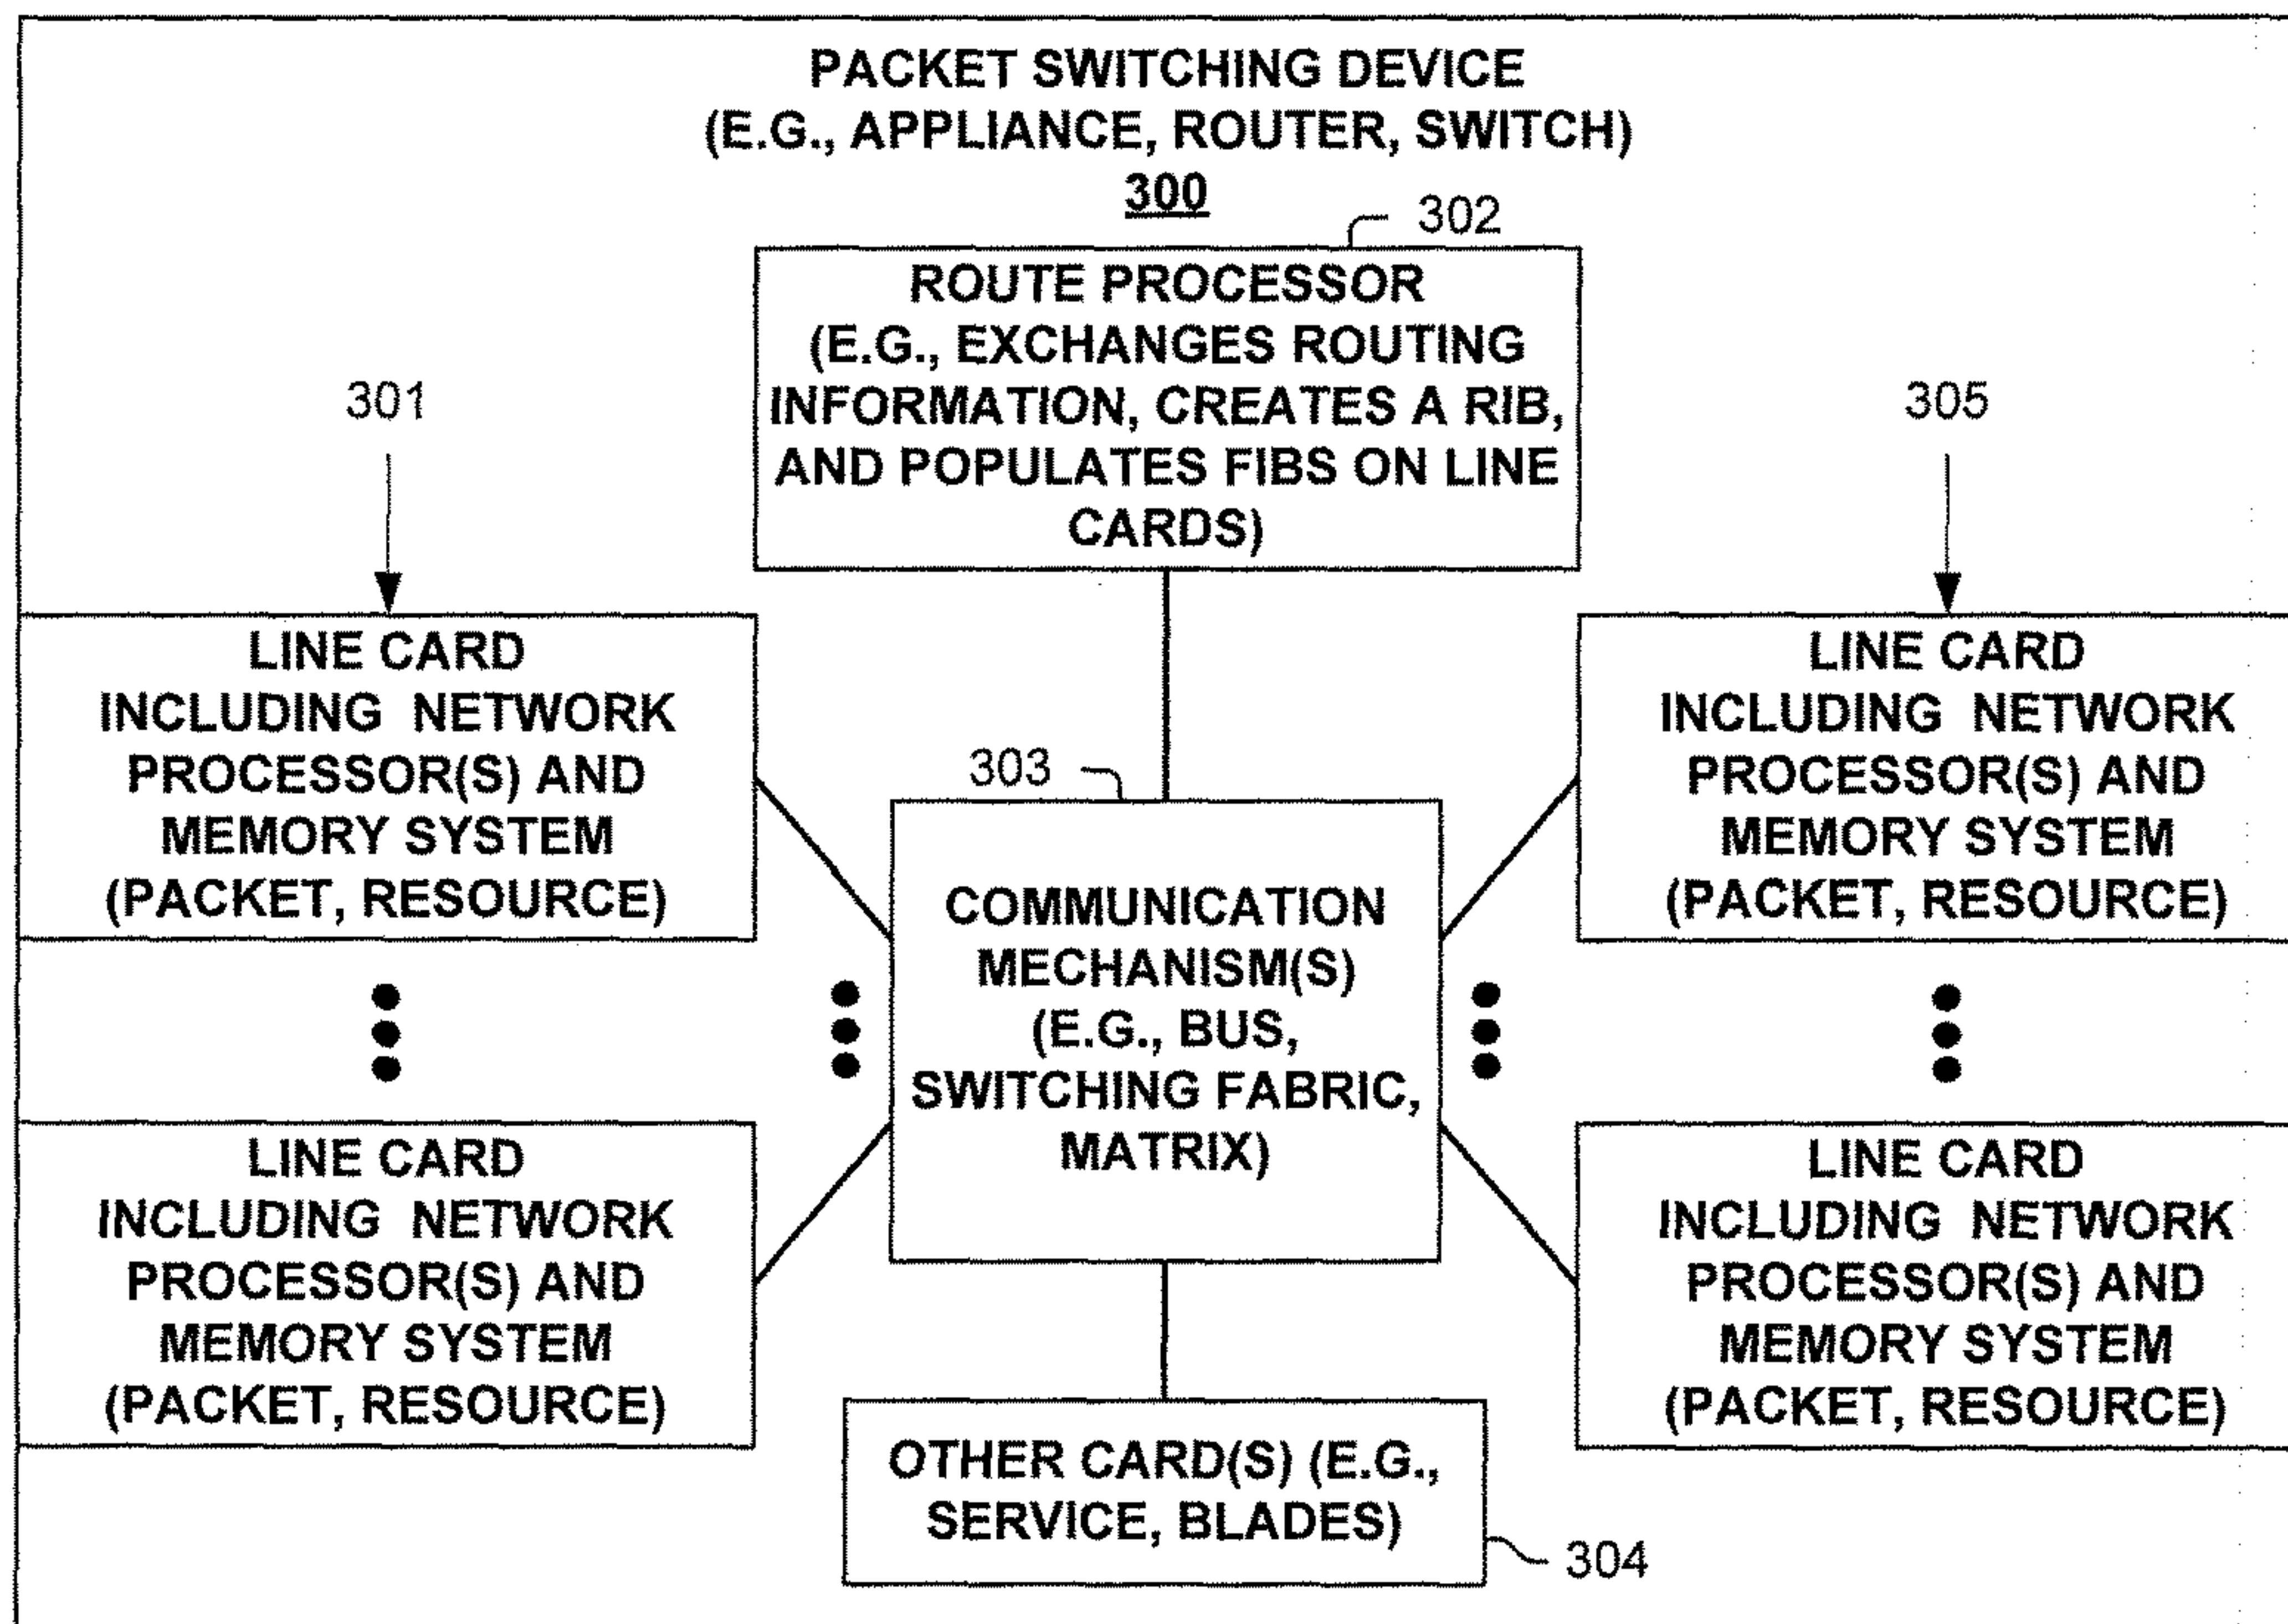 PACKET SWITCHING DEVICE
(E.G., APPLIANCE, ROUTER, SWITCH)
300
302
ROUTE PROCESSOR
(E.G., EXCHANGES ROUTING
INFORMATION, CREATES A RIB,
AND POPULATES FIBS ON LINE
CARDS)
301
305
LINE CARD
INCLUDING NETWORK
PROCESSOR(S) AND
MEMORY SYSTEM
(PACKET, RESOURCE)
LINE CARD
INCLUDING NETWORK
PROCESSOR(S) AND
MEMORY SYSTEM
(PACKET, RESOURCE)
303
COMMUNICATION
MECHANISM(S)
(E.G., BUS,
SWITCHING FABRIC,
MATRIX)
LINE CARD
INCLUDING NETWORK
PROCESSOR(S) AND
MEMORY SYSTEM
(PACKET, RESOURCE)
LINE CARD
INCLUDING NETWORK
PROCESSOR(S) AND
MEMORY SYSTEM
(PACKET, RESOURCE)
OTHER CARD(S) (E.G.,
SERVICE, BLADES)
304